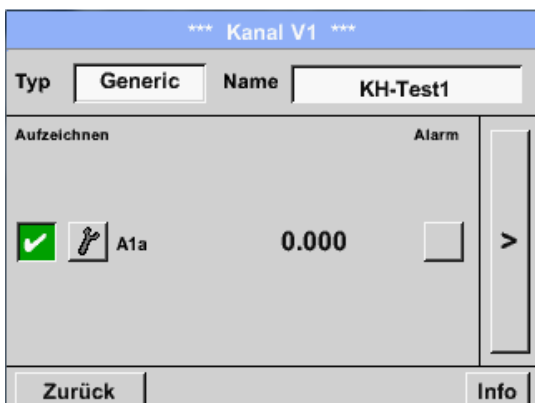 *** Kanal V1 ***
Typ Generic Name KH-Test1
Aufzeichnen Alarm
A1a 0.000 >
Zurück Info